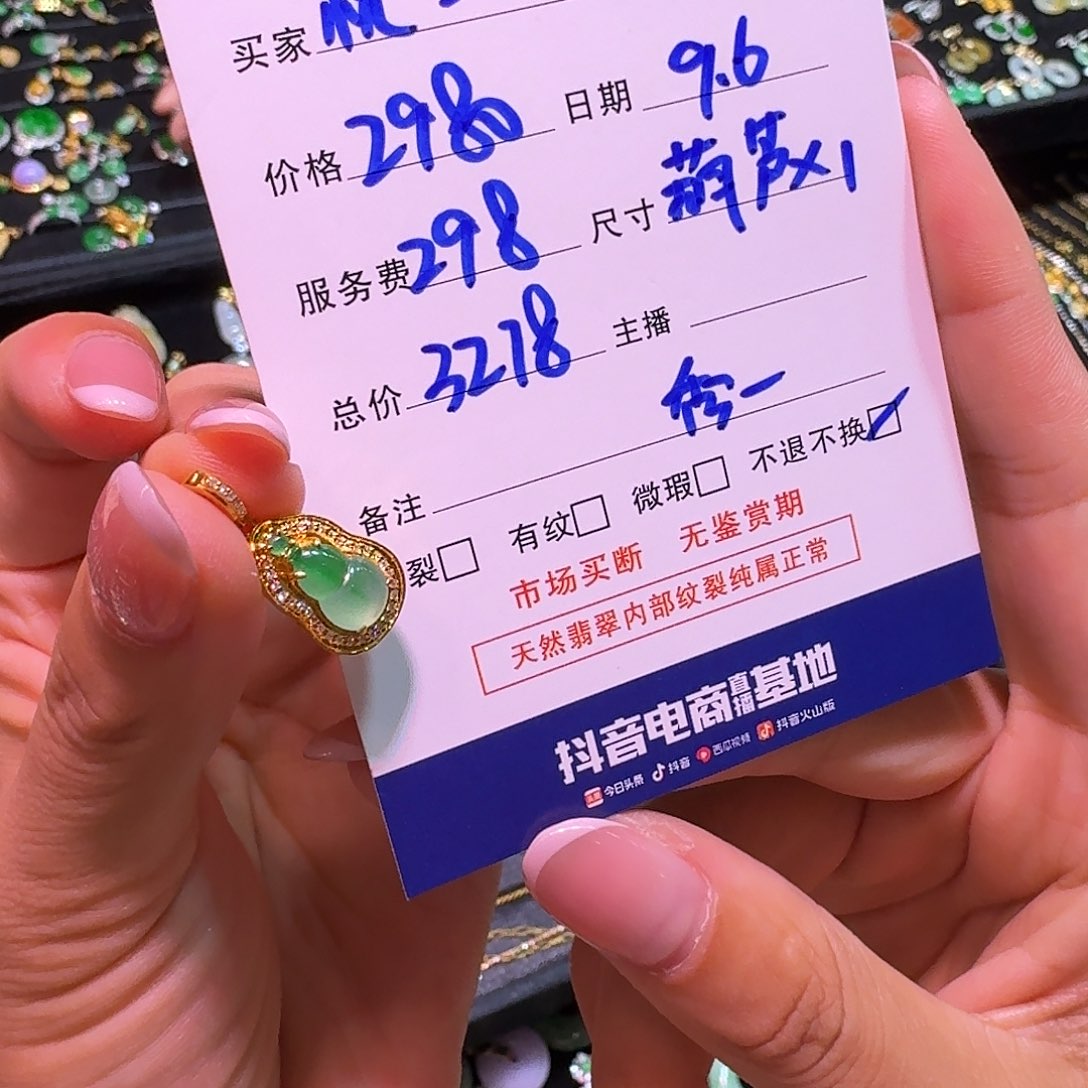 买家
价格 2980 日期 9.6
服务费 298 尺寸 葫芦x1
总价 3278 主播
备注
裂□ 有纹□ 微瑕□ 不退不换☑
市场买断 无鉴赏期
天然翡翠内部纹裂纯属正常
抖音电商直播基地
今日头条 抖音 西瓜视频 抖音火山版